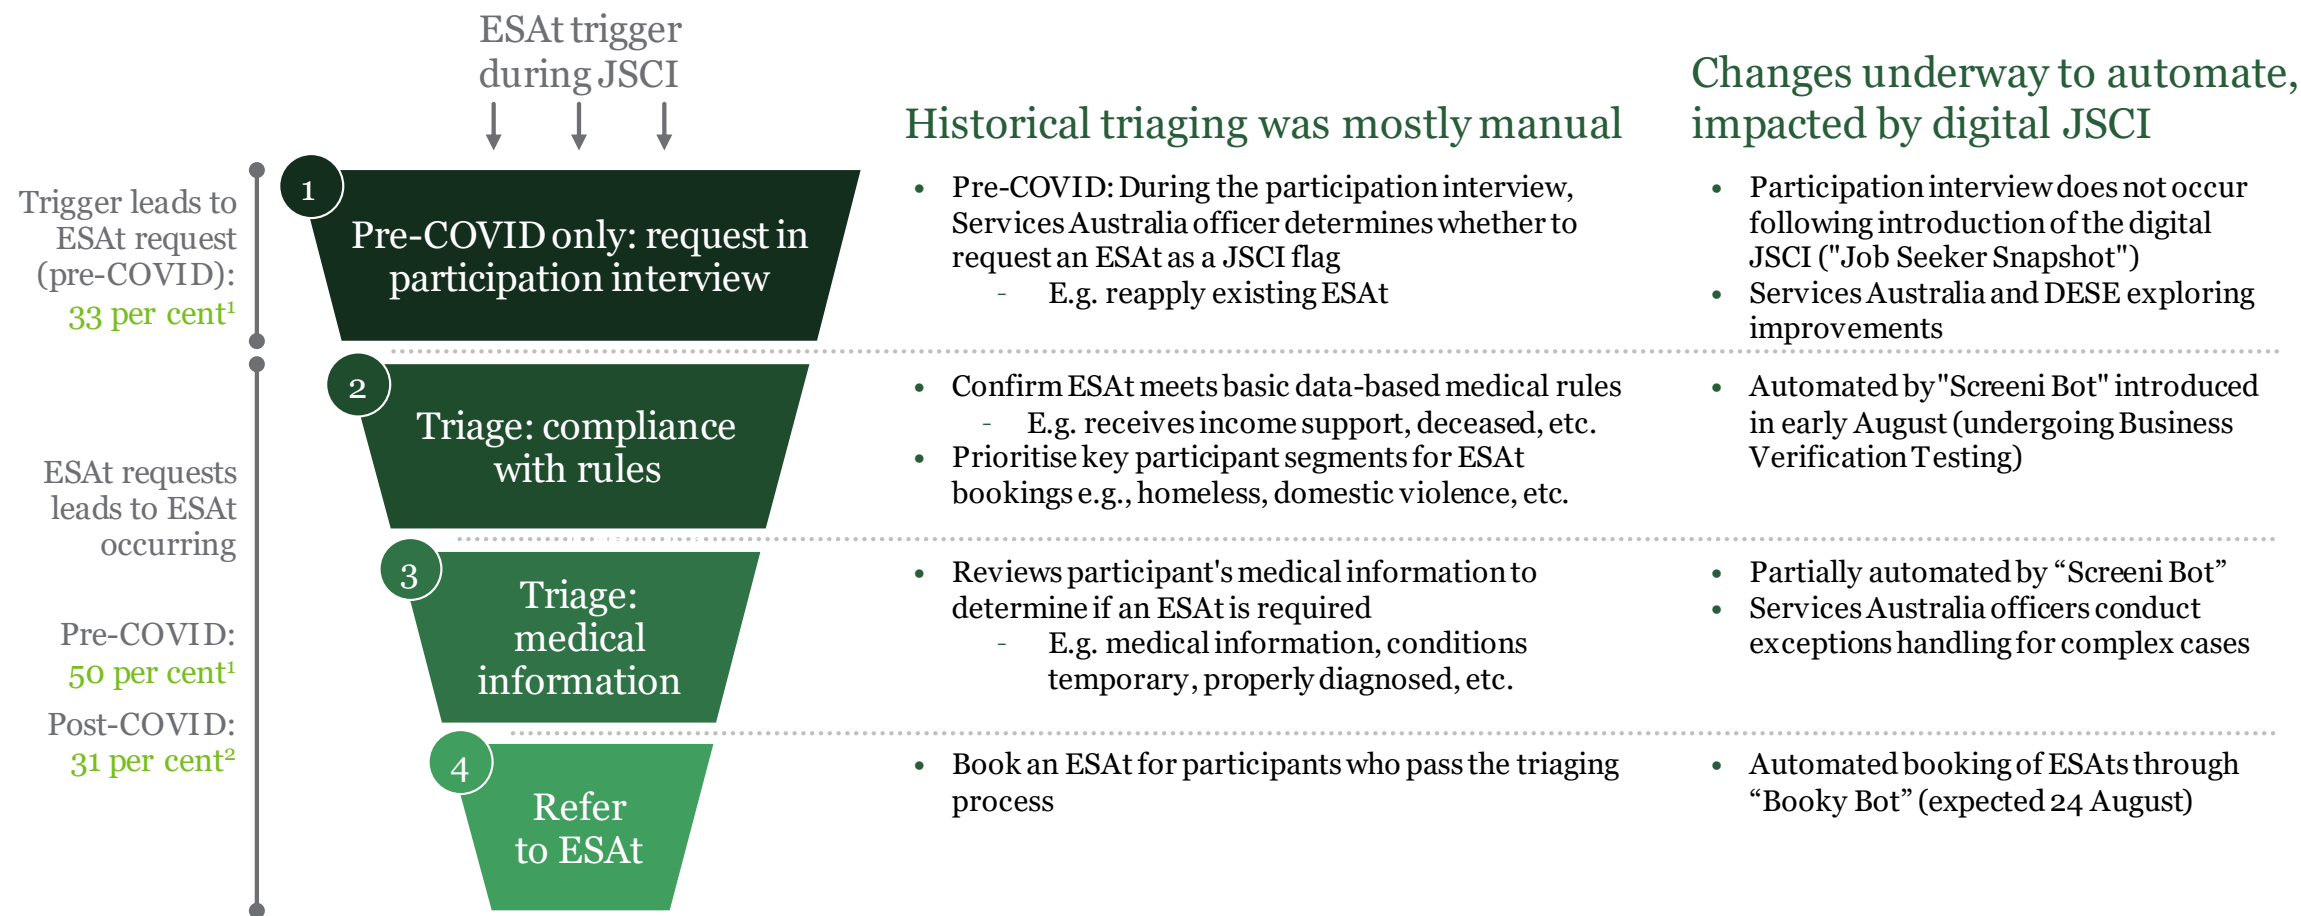 ESAt trigger
during JSCI
Historical triaging was mostly manual
Changes underway to automate,
impacted by digital JSCI
Trigger leads to
ESAt request
(pre-COVID):
33 per cent¹
1
Pre-COVID only: request in
participation interview
• Pre-COVID: During the participation interview,
Services Australia officer determines whether to
request an ESAt as a JSCI flag
- E.g. reapply existing ESAt
• Participation interview does not occur
following introduction of the digital
JSCI ("Job Seeker Snapshot")
• Services Australia and DESE exploring
improvements
ESAt requests
leads to ESAt
occurring
Pre-COVID:
50 per cent¹
Post-COVID:
31 per cent²
2
Triage: compliance
with rules
• Confirm ESAt meets basic data-based medical rules
- E.g. receives income support, deceased, etc.
• Prioritise key participant segments for ESAt
bookings e.g., homeless, domestic violence, etc.
• Automated by "Screeni Bot" introduced
in early August (undergoing Business
Verification Testing)
3
Triage:
medical
information
• Reviews participant's medical information to
determine if an ESAt is required
- E.g. medical information, conditions
temporary, properly diagnosed, etc.
• Partially automated by “Screeni Bot”
• Services Australia officers conduct
exceptions handling for complex cases
4
Refer
to ESAt
• Book an ESAt for participants who pass the triaging
process
• Automated booking of ESAts through
“Booky Bot” (expected 24 August)